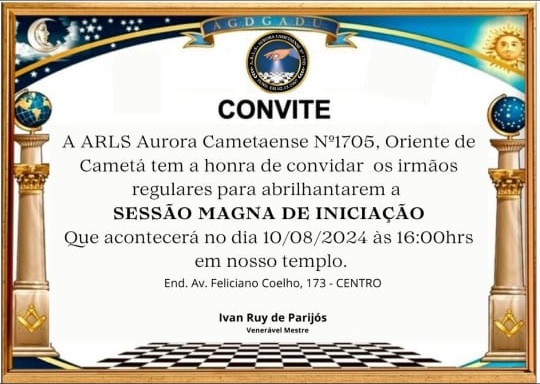 A G D G A D U
CONVITE
A ARLS Aurora Cametaense Nº1705, Oriente de
Cametá tem a honra de convidar os irmãos
regulares para abrilhantarem a
SESSÃO MAGNA DE INICIAÇÃO
Que acontecerá no dia 10/08/2024 às 16:00hrs
em nosso templo.
End. Av. Feliciano Coelho, 173 - CENTRO
Ivan Ruy de Parijós
Venerável Mestre